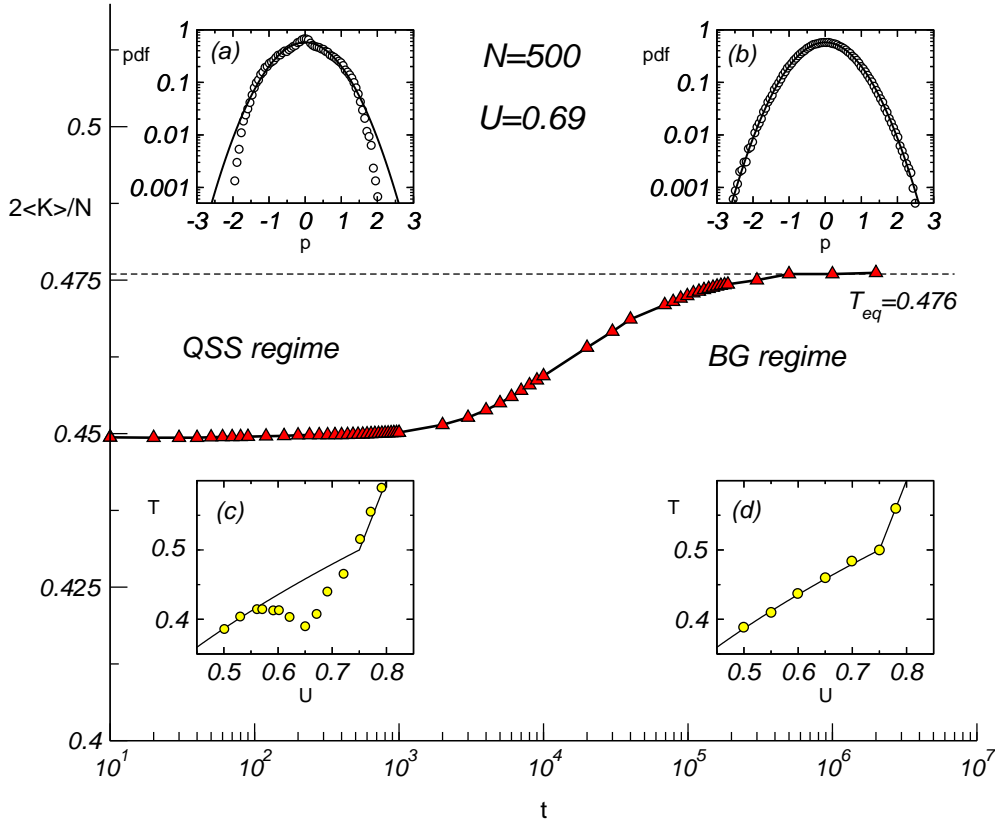 pdf
1
0.1
0.01
0.001
(a)
-3 -2 -1 0 1 2 3
p
N=500
U=0.69
pdf
1
0.1
0.01
0.001
(b)
-3 -2 -1 0 1 2 3
p
0.5
2<K>/N
0.475
0.45
0.425
0.4
T_eq=0.476
QSS regime
BG regime
T
(c)
0.5
0.4
0.5 0.6 0.7 0.8
U
T
(d)
0.5
0.4
0.5 0.6 0.7 0.8
U
10^1 10^2 10^3 10^4 10^5 10^6 10^7
t